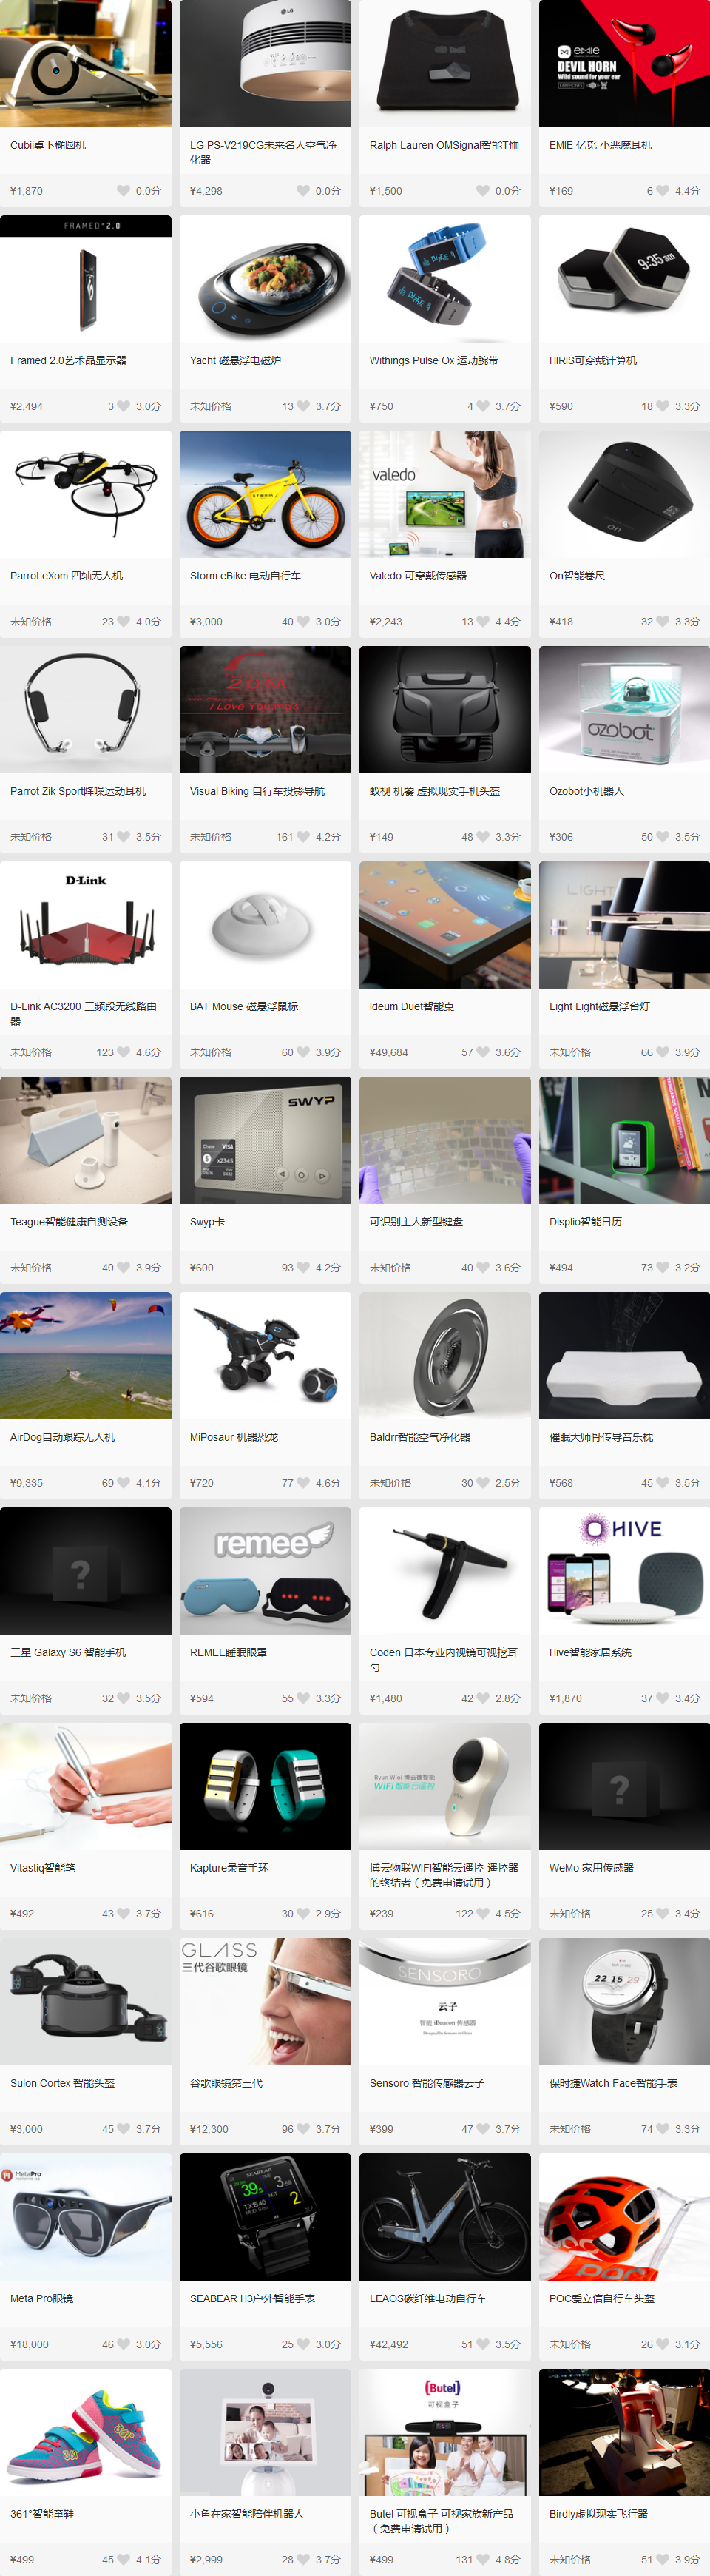 LG
emie
DEVIL HORN
Wild sound for your ear
Cubii桌下椭圆机
LG PS-V219CG未来名人空气净
化器
Ralph Lauren OMSignal智能T恤
EMIE 亿觅 小恶魔耳机
¥1,870 0.0分
¥4,298 0.0分
¥1,500 0.0分
¥169 6 4.4分
FRAMED*2.0
9:35 am
Framed 2.0艺术品显示器
Yacht 磁悬浮电磁炉
Withings Pulse Ox 运动腕带
HIRIS可穿戴计算机
¥2,494 3 3.0分
未知价格 13 3.7分
¥750 4 3.7分
¥590 18 3.3分
STORM
valedo
on
Parrot eXom 四轴无人机
Storm eBike 电动自行车
Valedo 可穿戴传感器
On智能卷尺
未知价格 23 4.0分
¥3,000 40 3.0分
¥2,243 13 4.4分
¥418 32 3.3分
20KM
I Love You,mds
ozobot
Parrot Zik Sport降噪运动耳机
Visual Biking 自行车投影导航
蚁视 机饕 虚拟现实手机头盔
Ozobot小机器人
未知价格 31 3.5分
未知价格 161 4.2分
¥149 48 3.3分
¥306 50 3.5分
D-Link
LIGHT
D-Link AC3200 三频段无线路由
器
BAT Mouse 磁悬浮鼠标
Ideum Duet智能桌
Light Light磁悬浮台灯
未知价格 123 4.6分
未知价格 60 3.9分
¥49,684 57 3.6分
未知价格 66 3.9分
SWYP
Chase VISA
x2345
Teague智能健康自测设备
Swyp卡
可识别主人新型键盘
Displio智能日历
未知价格 40 3.9分
¥600 93 4.2分
未知价格 40 3.6分
¥494 73 3.2分
AirDog自动跟踪无人机
MiPosaur 机器恐龙
Baldrr智能空气净化器
催眠大师骨传导音乐枕
¥9,335 69 4.1分
¥720 77 4.6分
未知价格 30 2.5分
¥568 45 3.5分
?
remee
HIVE
三星 Galaxy S6 智能手机
REMEE睡眠眼罩
Coden 日本专业内视镜可视挖耳
勺
Hive智能家居系统
未知价格 32 3.5分
¥594 55 3.3分
¥1,480 42 2.8分
¥1,870 37 3.4分
Byun Winl 博云物智能
WiFi智能云遥控
?
Vitastiq智能笔
Kapture录音手环
博云物联WIFI智能云遥控-遥控器
的终结者（免费申请试用）
WeMo 家用传感器
¥492 43 3.7分
¥616 30 2.9分
¥239 122 4.5分
未知价格 25 3.4分
GLASS
三代谷歌眼镜
SENSORO
云子
智能 iBeacon 传感器
Designed by Sensoro in China
22 15 29
Sulon Cortex 智能头盔
谷歌眼镜第三代
Sensoro 智能传感器云子
保时捷Watch Face智能手表
¥3,000 45 3.7分
¥12,300 96 3.7分
¥399 47 3.7分
未知价格 74 3.3分
MetaPro
SEABEAR
POC
Meta Pro眼镜
SEABEAR H3户外智能手表
LEAOS碳纤维电动自行车
POC爱立信自行车头盔
¥18,000 46 3.0分
¥5,556 25 3.0分
¥42,492 51 3.5分
未知价格 26 3.1分
361°
Butel
可视盒子
361°智能童鞋
小鱼在家智能陪伴机器人
Butel 可视盒子 可视家族新产品
（免费申请试用）
Birdly虚拟现实飞行器
¥499 45 4.1分
¥2,999 28 3.7分
¥499 131 4.8分
未知价格 51 3.9分